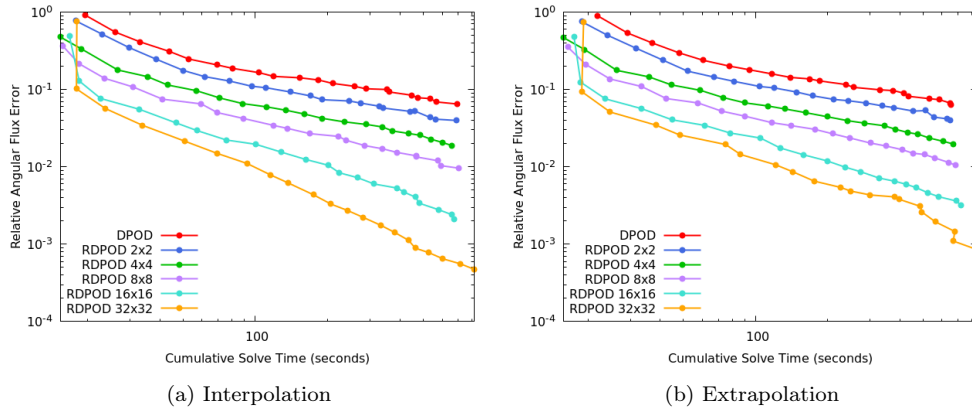 Relative Angular Flux Error
10^0
10^-1
10^-2
10^-3
10^-4
DPOD
RDPOD 2x2
RDPOD 4x4
RDPOD 8x8
RDPOD 16x16
RDPOD 32x32
100
Cumulative Solve Time (seconds)
(a) Interpolation
Relative Angular Flux Error
10^0
10^-1
10^-2
10^-3
10^-4
DPOD
RDPOD 2x2
RDPOD 4x4
RDPOD 8x8
RDPOD 16x16
RDPOD 32x32
100
Cumulative Solve Time (seconds)
(b) Extrapolation